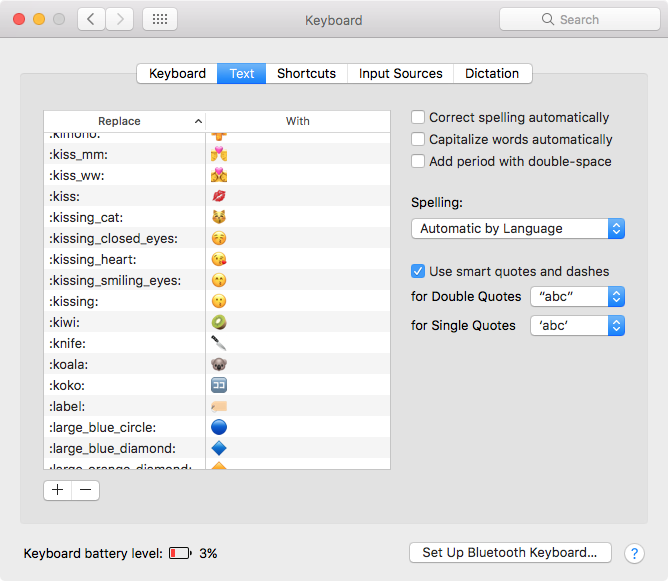 Keyboard
Search
Keyboard Text Shortcuts Input Sources Dictation
Replace With
:kimono:
:kiss_mm:
:kiss_ww:
:kiss:
:kissing_cat:
:kissing_closed_eyes:
:kissing_heart:
:kissing_smiling_eyes:
:kissing:
:kiwi:
:knife:
:koala:
:koko: ココ
:label:
:large_blue_circle:
:large_blue_diamond:
:large_orange_diamond:
Correct spelling automatically
Capitalize words automatically
Add period with double-space
Spelling:
Automatic by Language
Use smart quotes and dashes
for Double Quotes “abc”
for Single Quotes ‘abc’
+ −
Keyboard battery level: 3%
Set Up Bluetooth Keyboard...
?